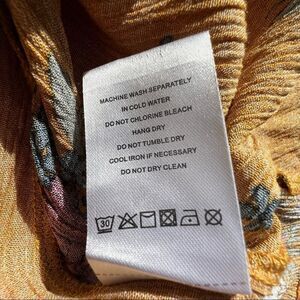 MACHINE WASH SEPARATELY
IN COLD WATER
DO NOT CHLORINE BLEACH
HANG DRY
DO NOT TUMBLE DRY
COOL IRON IF NECESSARY
DO NOT DRY CLEAN
30